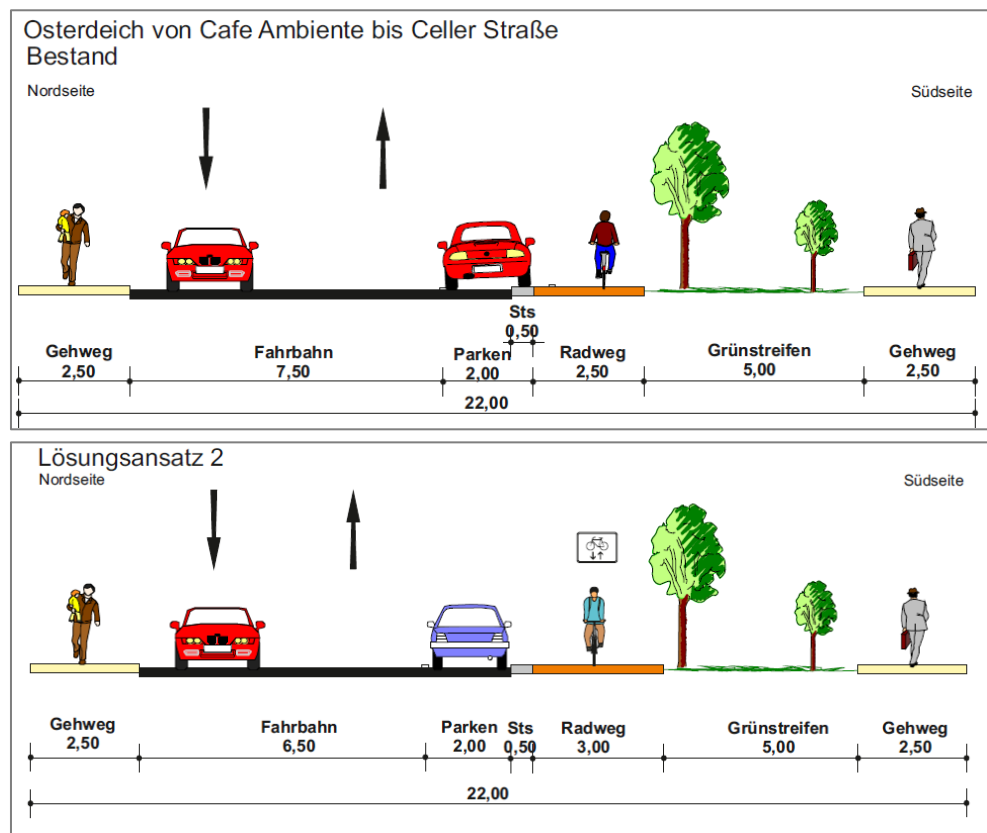 Osterdeich von Cafe Ambiente bis Celler Straße
Bestand
Nordseite Südseite
Sts
0,50
Gehweg Fahrbahn Parken Radweg Grünstreifen Gehweg
2,50 7,50 2,00 2,50 5,00 2,50
22,00
Lösungsansatz 2
Nordseite Südseite
Gehweg Fahrbahn Parken Sts Radweg Grünstreifen Gehweg
2,50 6,50 2,00 0,50 3,00 5,00 2,50
22,00